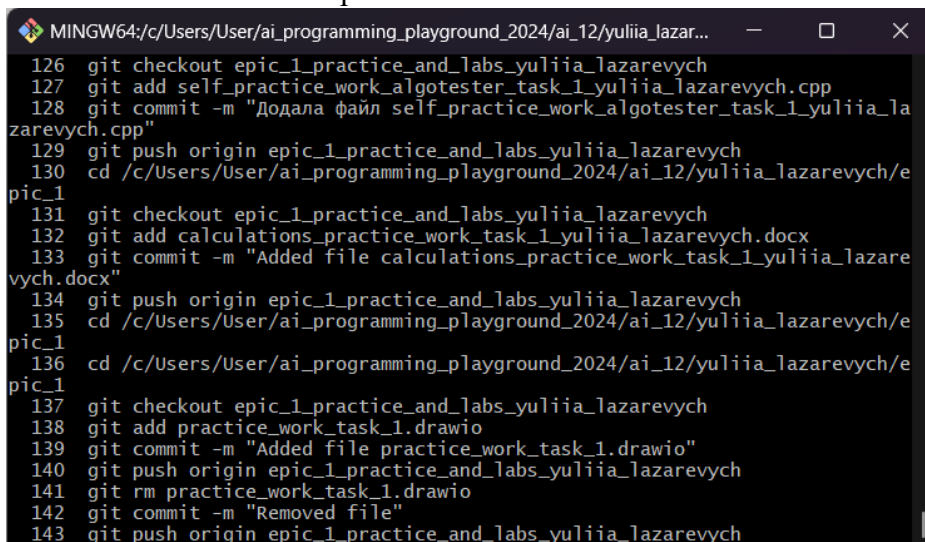 MINGW64:/c/Users/User/ai_programming_playground_2024/ai_12/yuliia_lazar...
126 git checkout epic_1_practice_and_labs_yuliia_lazarevych
127 git add self_practice_work_algotester_task_1_yuliia_lazarevych.cpp
128 git commit -m "Додала файл self_practice_work_algotester_task_1_yuliia_la
zarevych.cpp"
129 git push origin epic_1_practice_and_labs_yuliia_lazarevych
130 cd /c/Users/User/ai_programming_playground_2024/ai_12/yuliia_lazarevych/e
pic_1
131 git checkout epic_1_practice_and_labs_yuliia_lazarevych
132 git add calculations_practice_work_task_1_yuliia_lazarevych.docx
133 git commit -m "Added file calculations_practice_work_task_1_yuliia_lazare
vych.docx"
134 git push origin epic_1_practice_and_labs_yuliia_lazarevych
135 cd /c/Users/User/ai_programming_playground_2024/ai_12/yuliia_lazarevych/e
pic_1
136 cd /c/Users/User/ai_programming_playground_2024/ai_12/yuliia_lazarevych/e
pic_1
137 git checkout epic_1_practice_and_labs_yuliia_lazarevych
138 git add practice_work_task_1.drawio
139 git commit -m "Added file practice_work_task_1.drawio"
140 git push origin epic_1_practice_and_labs_yuliia_lazarevych
141 git rm practice_work_task_1.drawio
142 git commit -m "Removed file"
143 git push origin epic_1_practice_and_labs_yuliia_lazarevych